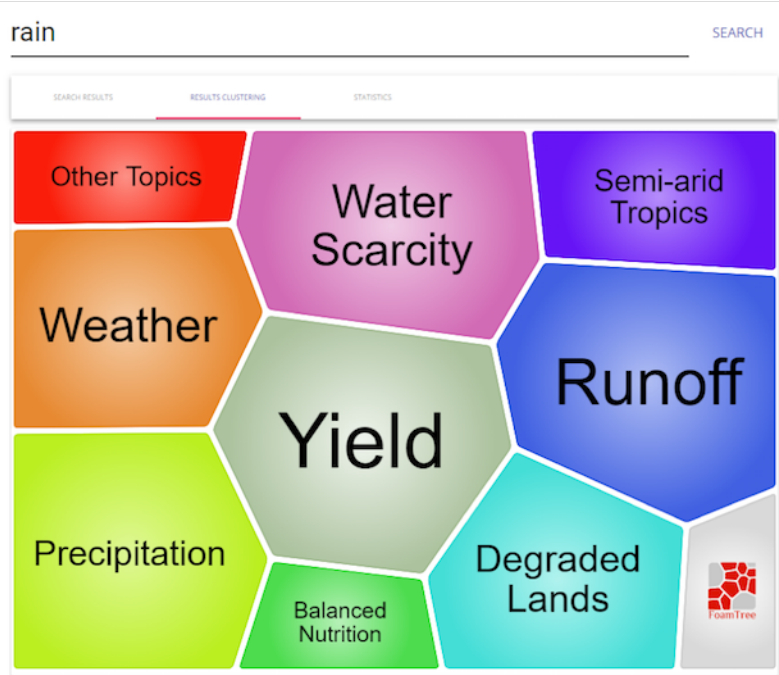 rain
SEARCH
SEARCH RESULTS
RESULTS CLUSTERING
STATISTICS
Other Topics
Water
Scarcity
Semi-arid
Tropics
Weather
Runoff
Yield
Precipitation
Degraded
Lands
Balanced
Nutrition
FoamTree